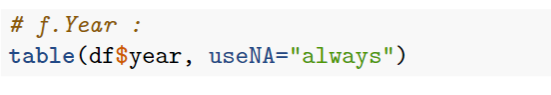 # f.Year :
table(df$year, useNA="always")